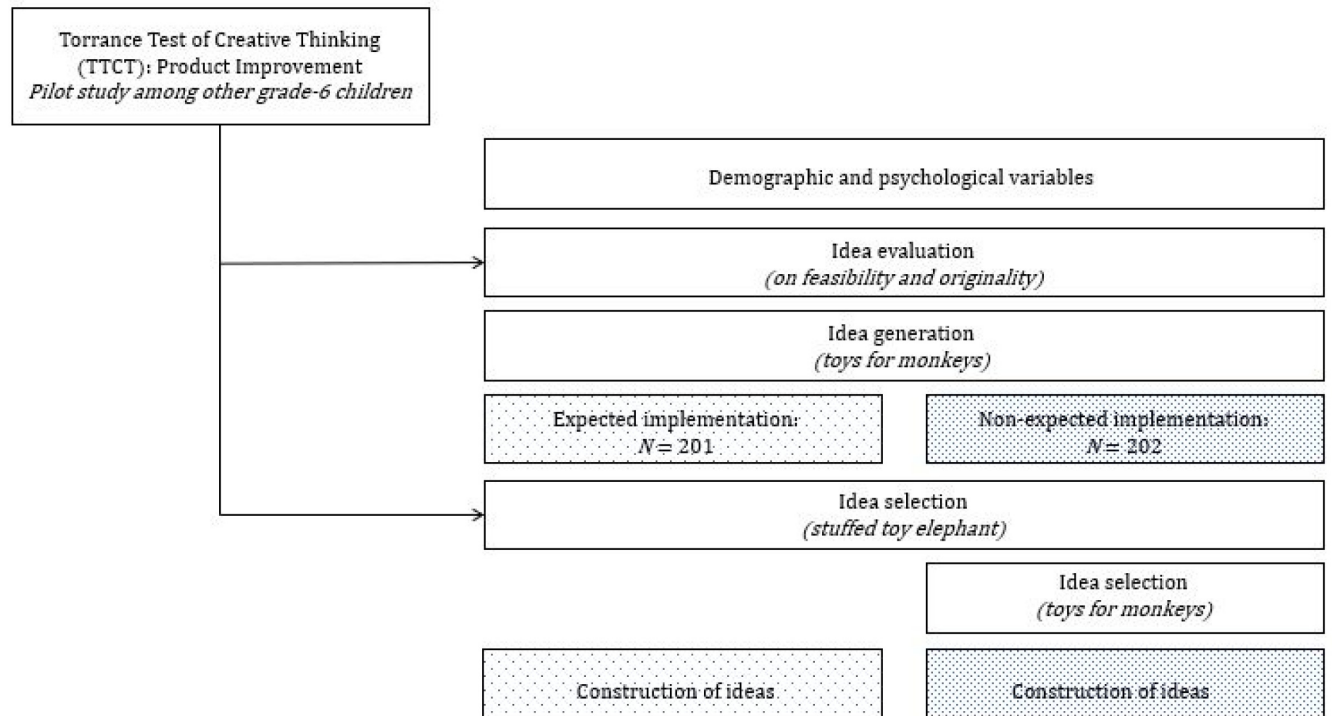 Torrance Test of Creative Thinking
(TTCT): Product Improvement
Pilot study among other grade-6 children
Demographic and psychological variables
Idea evaluation
(on feasibility and originality)
Idea generation
(toys for monkeys)
Expected implementation:
N = 201
Non-expected implementation:
N = 202
Idea selection
(stuffed toy elephant)
Idea selection
(toys for monkeys)
Construction of ideas
Construction of ideas